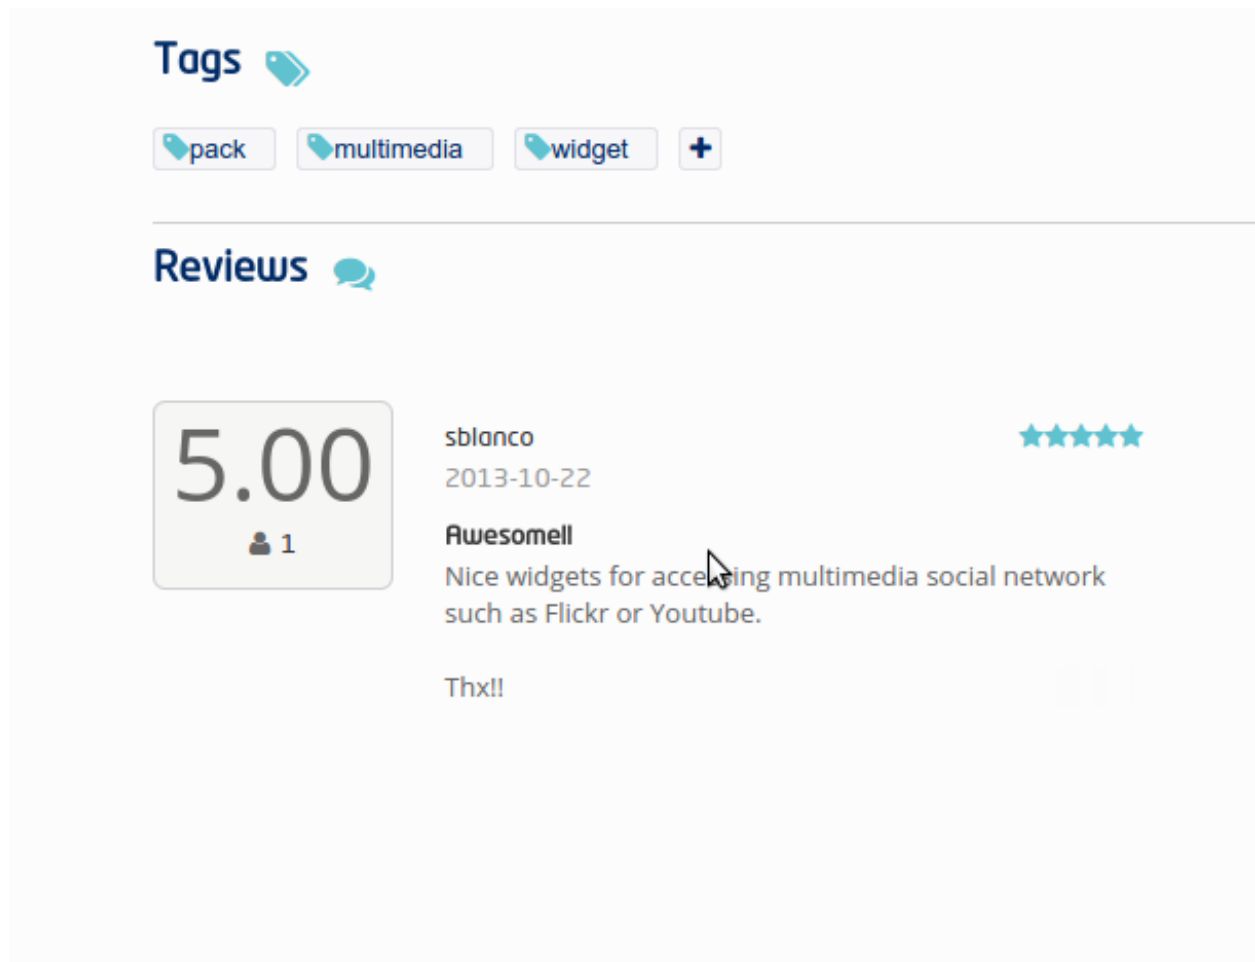 Tags
pack multimedia widget
Reviews
5.00
1
sblanco
2013-10-22
Awesome!!
Nice widgets for accessing multimedia social network
such as Flickr or Youtube.
Thx!!